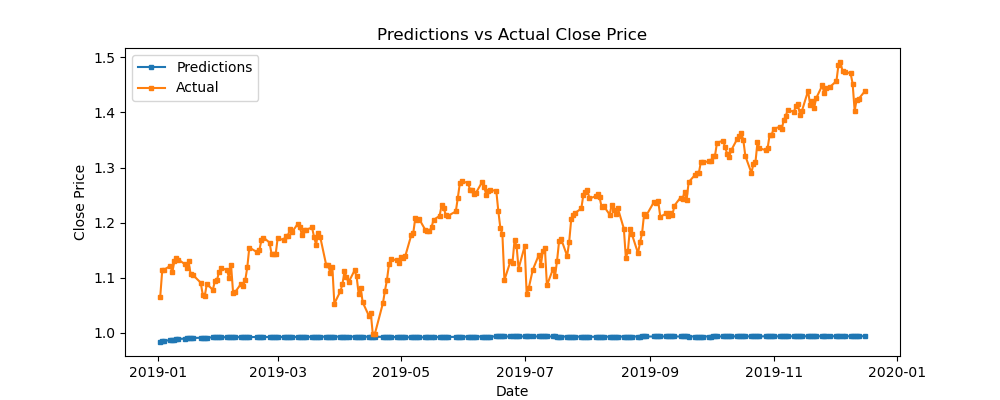 Predictions vs Actual Close Price
Predictions
Actual
Close Price
1.5
1.4
1.3
1.2
1.1
1.0
2019-01 2019-03 2019-05 2019-07 2019-09 2019-11 2020-01
Date